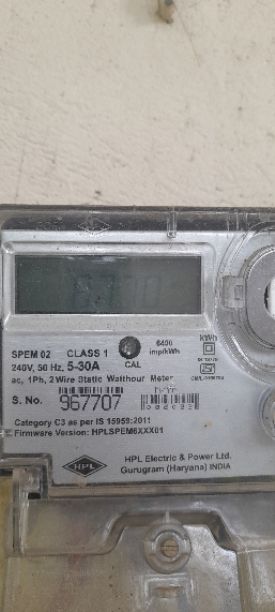 SPEM 02 CLASS 1
240V, 50 Hz, 5-30A
CAL
6400
imp/kWh
kWh
ac, 1Ph, 2 Wire Static Watthour Meter
S. No. 967707
Category C3 as per IS 15959:2011
Firmware Version: HPLSPEM6XXX01
HPL
HPL Electric & Power Ltd.
Gurugram (Haryana) INDIA